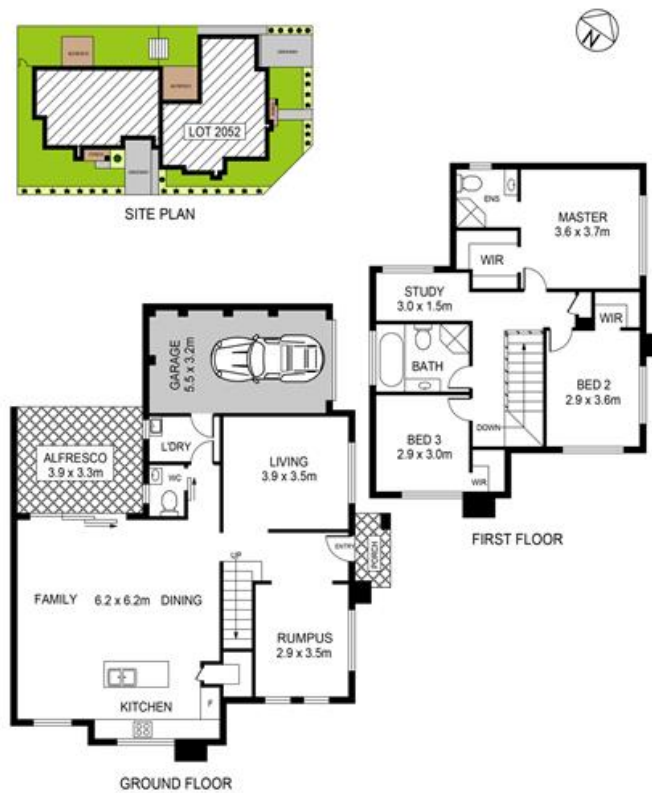 N
LOT 2052
SITE PLAN
ENS
MASTER
3.6 x 3.7m
WIR
STUDY
3.0 x 1.5m
WIR
BATH
BED 2
2.9 x 3.6m
BED 3
2.9 x 3.0m
DOWN
WIR
FIRST FLOOR
GARAGE
5.5 x 3.2m
ALFRESCO
3.9 x 3.3m
L'DRY
WC
LIVING
3.9 x 3.5m
ENTRY
PORCH
UP
FAMILY 6.2 x 6.2m DINING
RUMPUS
2.9 x 3.5m
KITCHEN
F
GROUND FLOOR